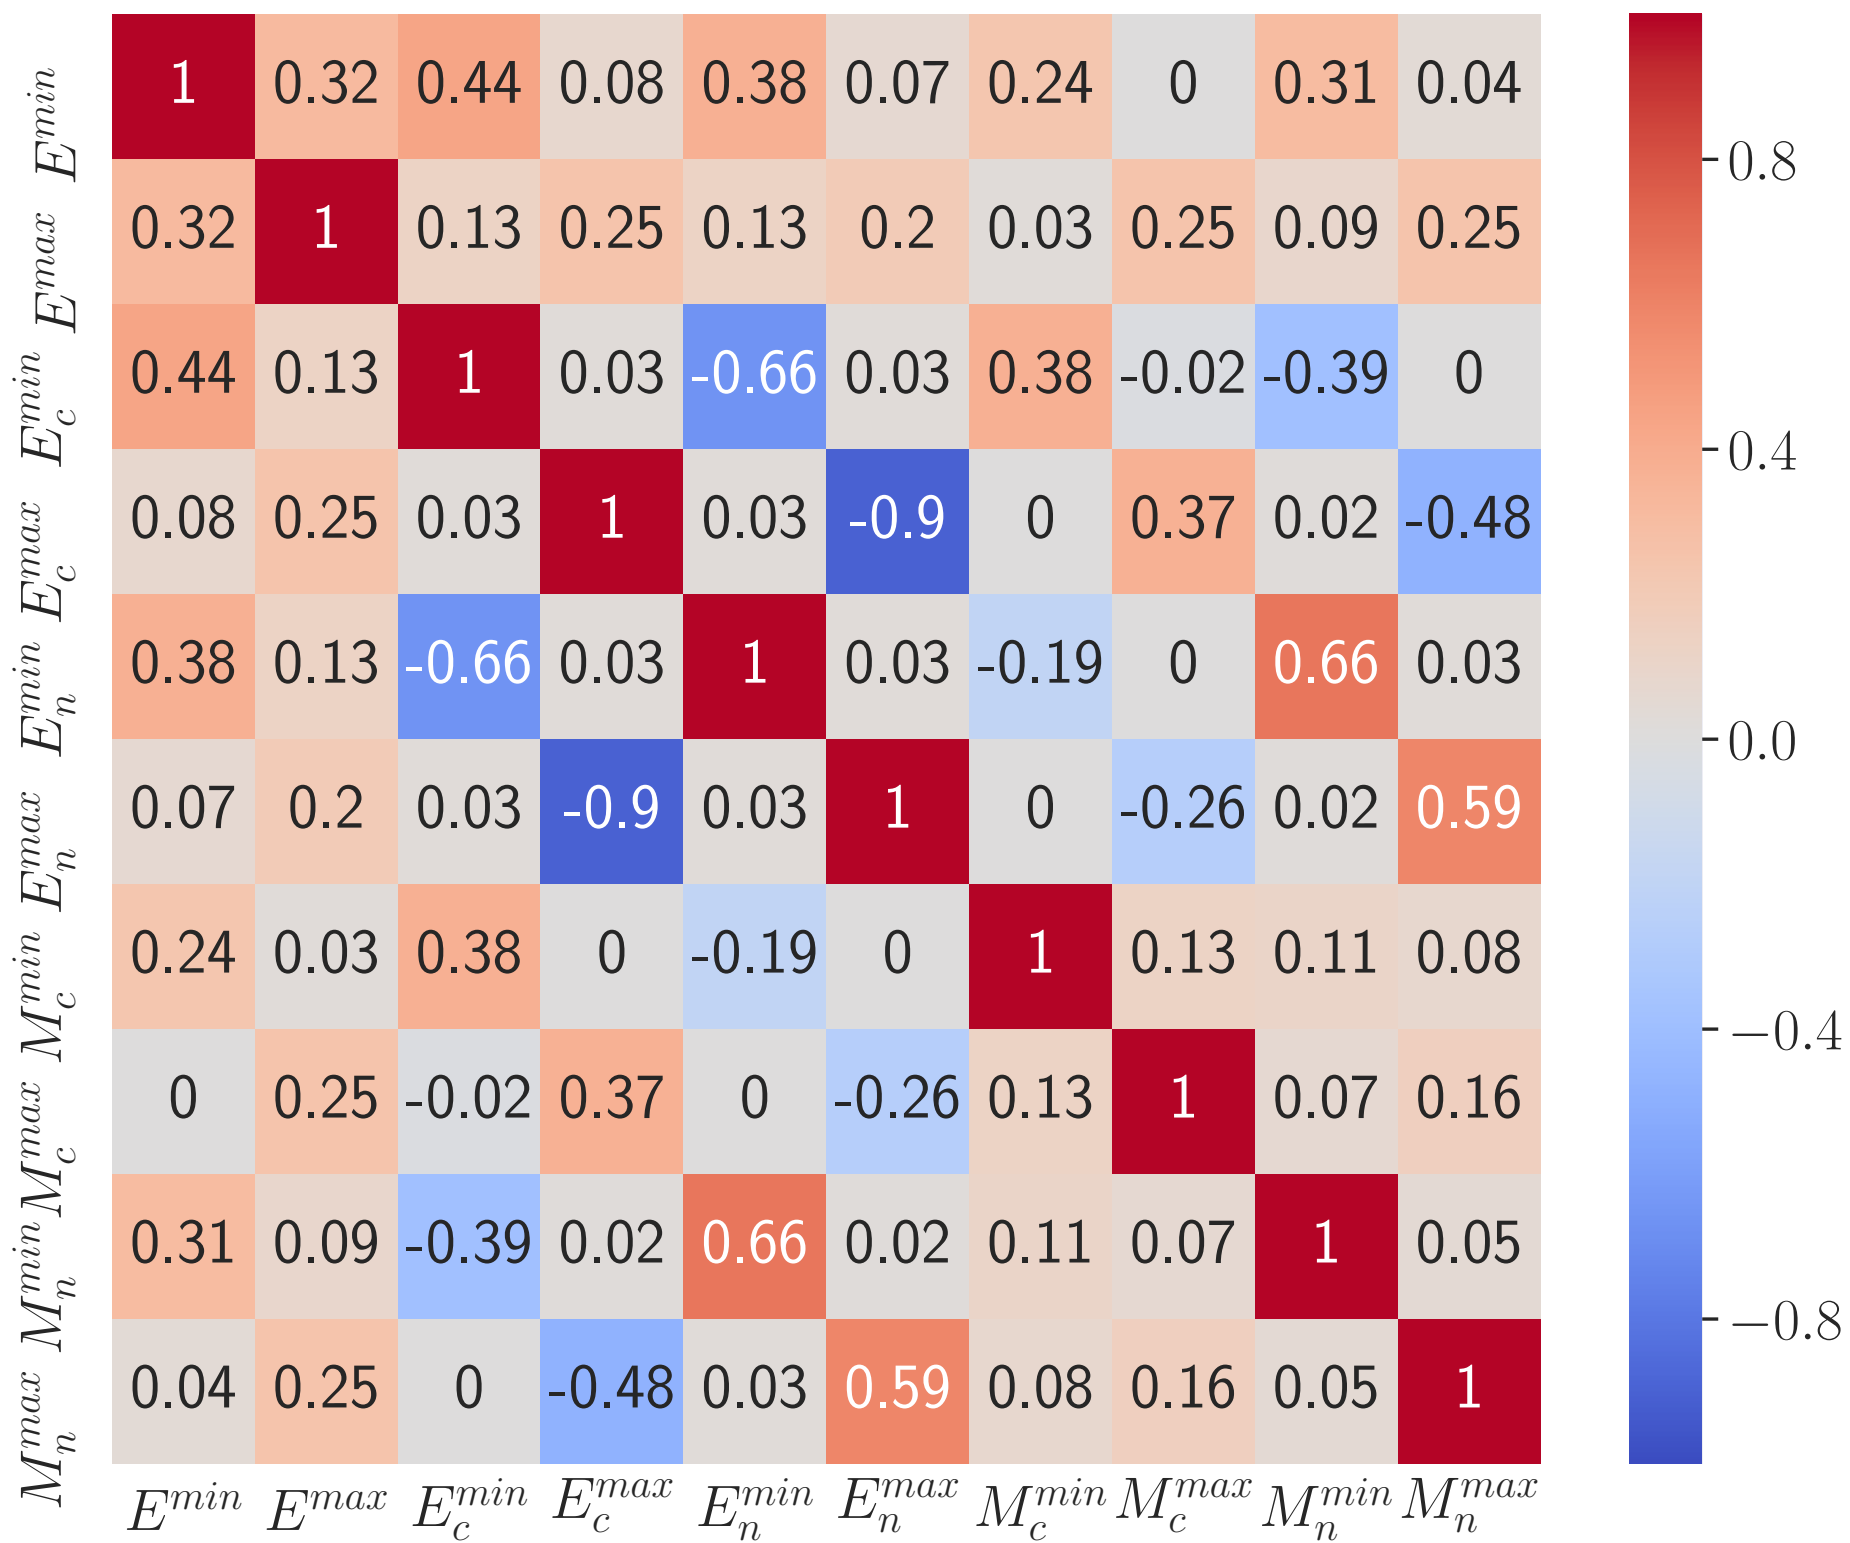 E^{min} 1 0.32 0.44 0.08 0.38 0.07 0.24 0 0.31 0.04
E^{max} 0.32 1 0.13 0.25 0.13 0.2 0.03 0.25 0.09 0.25
E_c^{min} 0.44 0.13 1 0.03 -0.66 0.03 0.38 -0.02 -0.39 0
E_c^{max} 0.08 0.25 0.03 1 0.03 -0.9 0 0.37 0.02 -0.48
E_n^{min} 0.38 0.13 -0.66 0.03 1 0.03 -0.19 0 0.66 0.03
E_n^{max} 0.07 0.2 0.03 -0.9 0.03 1 0 -0.26 0.02 0.59
M_c^{min} 0.24 0.03 0.38 0 -0.19 0 1 0.13 0.11 0.08
M_c^{max} 0 0.25 -0.02 0.37 0 -0.26 0.13 1 0.07 0.16
M_n^{min} 0.31 0.09 -0.39 0.02 0.66 0.02 0.11 0.07 1 0.05
M_n^{max} 0.04 0.25 0 -0.48 0.03 0.59 0.08 0.16 0.05 1
E^{min} E^{max} E_c^{min} E_c^{max} E_n^{min} E_n^{max} M_c^{min} M_c^{max} M_n^{min} M_n^{max}
0.8
0.4
0.0
−0.4
−0.8